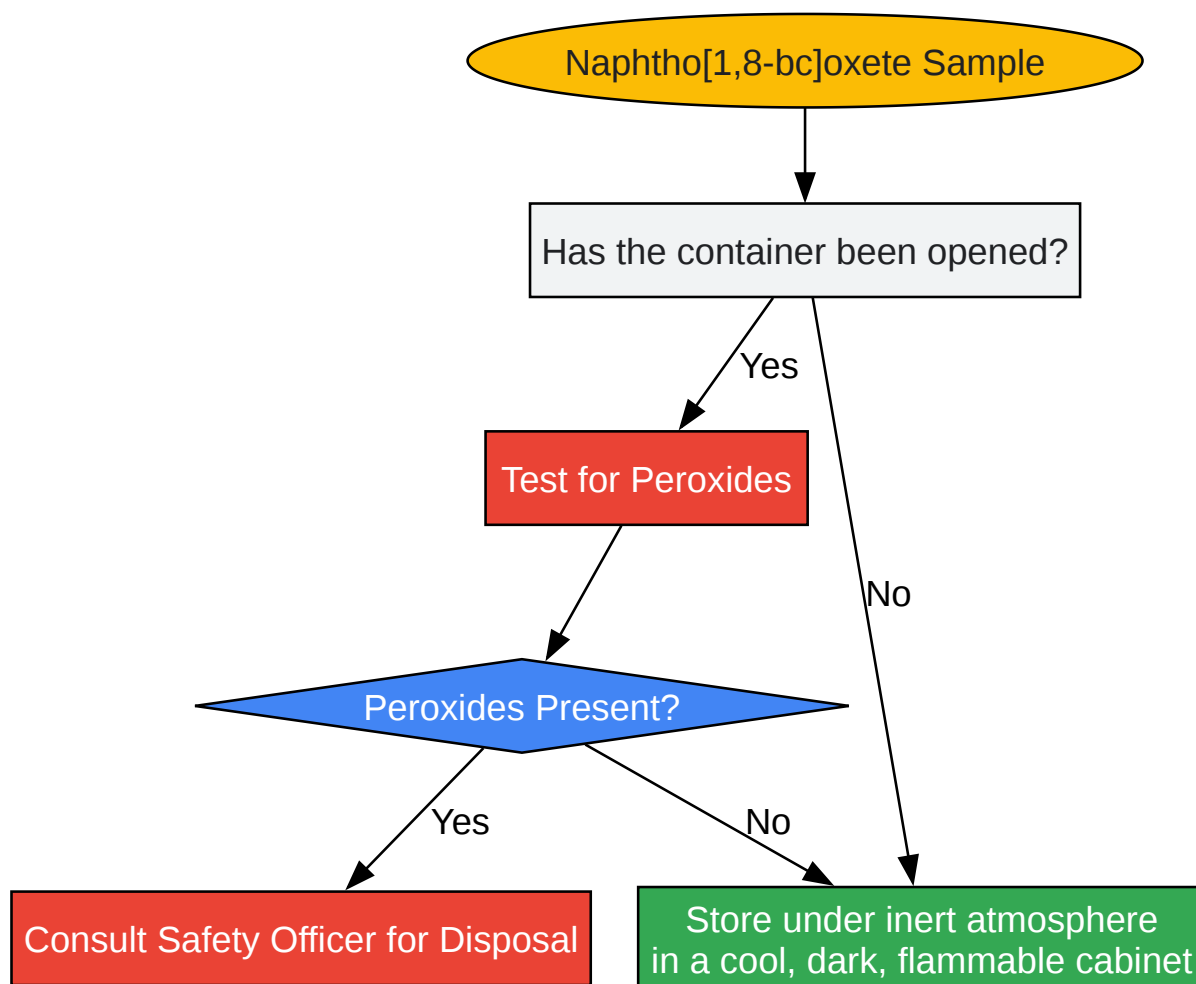 Naphtho[1,8-bc]oxete Sample
Has the container been opened?
Yes
Test for Peroxides
No
Peroxides Present?
Yes
No
Consult Safety Officer for Disposal
Store under inert atmosphere
in a cool, dark, flammable cabinet